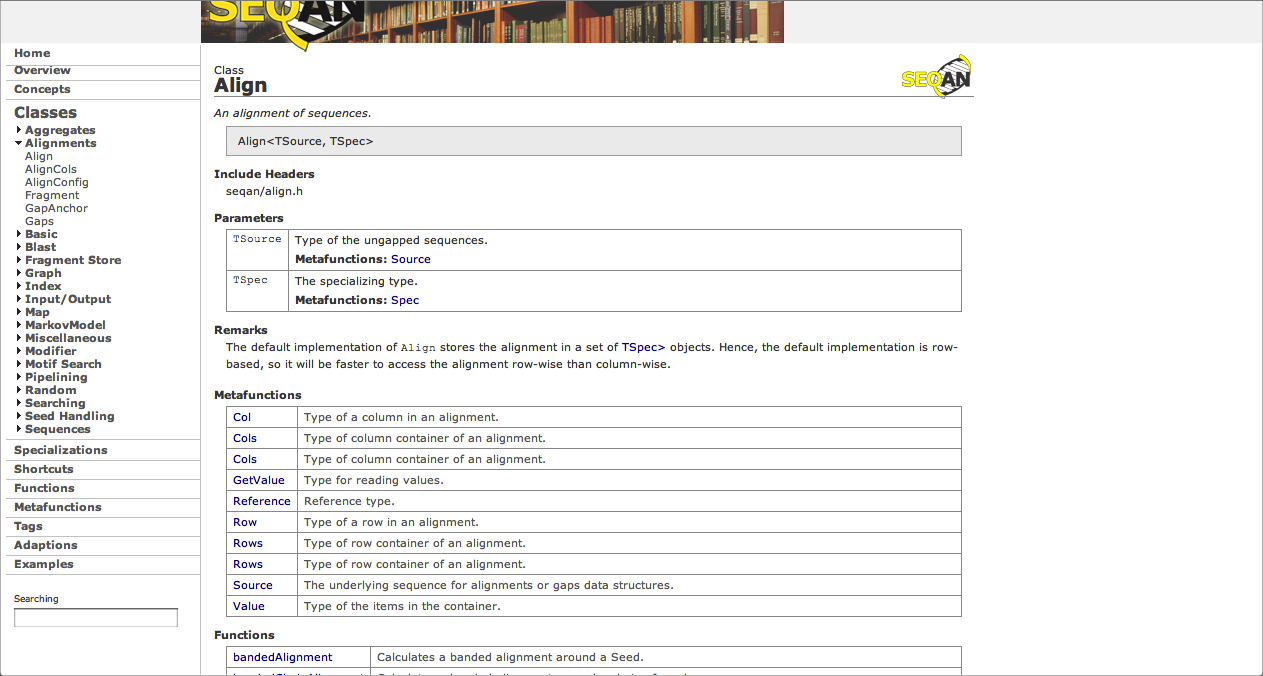 SEQAN
Home
Overview
Concepts
Classes
Aggregates
Alignments
Align
AlignCols
AlignConfig
Fragment
GapAnchor
Gaps
Basic
Blast
Fragment Store
Graph
Index
Input/Output
Map
MarkovModel
Miscellaneous
Modifier
Motif Search
Pipelining
Random
Searching
Seed Handling
Sequences
Specializations
Shortcuts
Functions
Metafunctions
Tags
Adaptions
Examples
Searching
Class
Align
SEQAN
An alignment of sequences.
Align<TSource, TSpec>
Include Headers
seqan/align.h
Parameters
TSource Type of the ungapped sequences.
Metafunctions: Source
TSpec The specializing type.
Metafunctions: Spec
Remarks
The default implementation of Align stores the alignment in a set of TSpec> objects. Hence, the default implementation is row-
based, so it will be faster to access the alignment row-wise than column-wise.
Metafunctions
Col Type of a column in an alignment.
Cols Type of column container of an alignment.
Cols Type of column container of an alignment.
GetValue Type for reading values.
Reference Reference type.
Row Type of a row in an alignment.
Rows Type of row container of an alignment.
Rows Type of row container of an alignment.
Source The underlying sequence for alignments or gaps data structures.
Value Type of the items in the container.
Functions
bandedAlignment Calculates a banded alignment around a Seed.